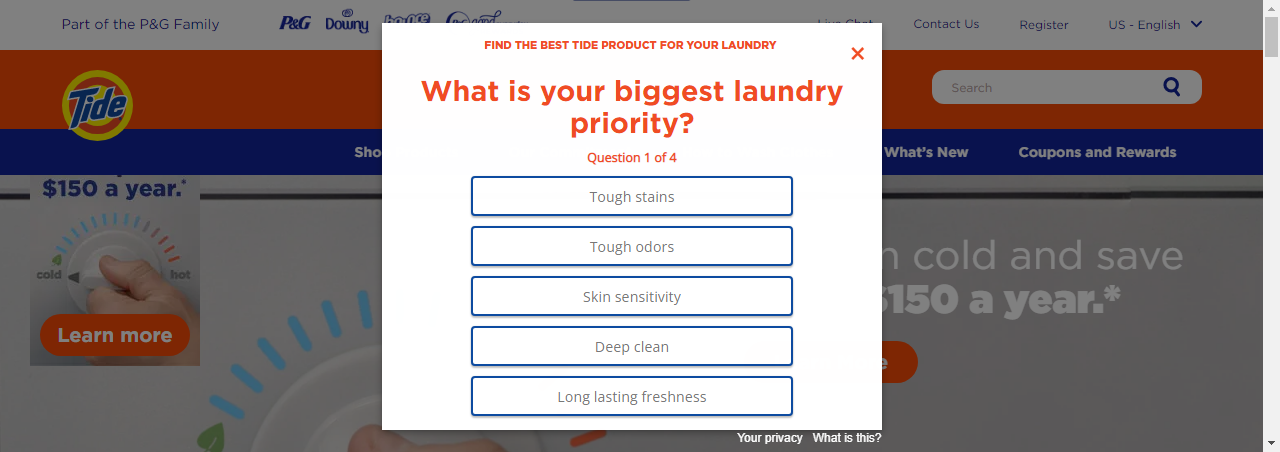 Part of the P&G Family
P&G
Downy
Live Chat
Contact Us
Register
US - English
Tide
Search
Sho
What's New
Coupons and Rewards
FIND THE BEST TIDE PRODUCT FOR YOUR LAUNDRY
What is your biggest laundry
priority?
Question 1 of 4
Tough stains
Tough odors
Skin sensitivity
Deep clean
Long lasting freshness
$150 a year.*
cold
hot
Learn more
cold and save
$150 a year.*
Your privacy
What is this?